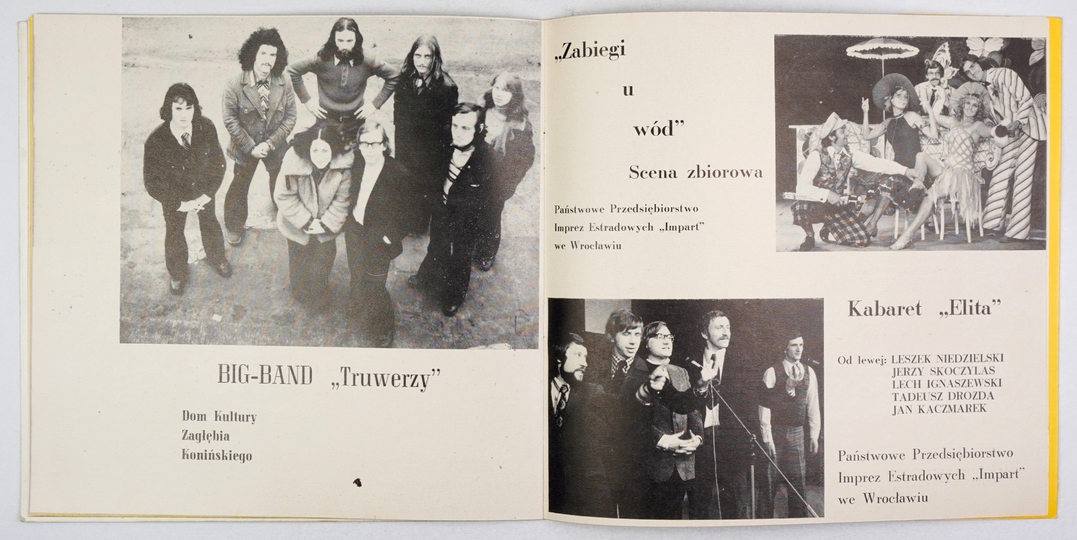 BIG-BAND „Truwerzy”
Dom Kultury
Zagłębia
Konińskiego
„Zabiegi
u
wód”
Scena zbiorowa
Państwowe Przedsiębiorstwo
Imprez Estradowych „Impart”
we Wrocławiu
Kabaret „Elita”
Od lewej: LESZEK NIEDZIELSKI
JERZY SKOCZYLAS
LECH IGNASZEWSKI
TADEUSZ DROZDA
JAN KACZMAREK
Państwowe Przedsiębiorstwo
Imprez Estradowych „Impart”
we Wrocławiu